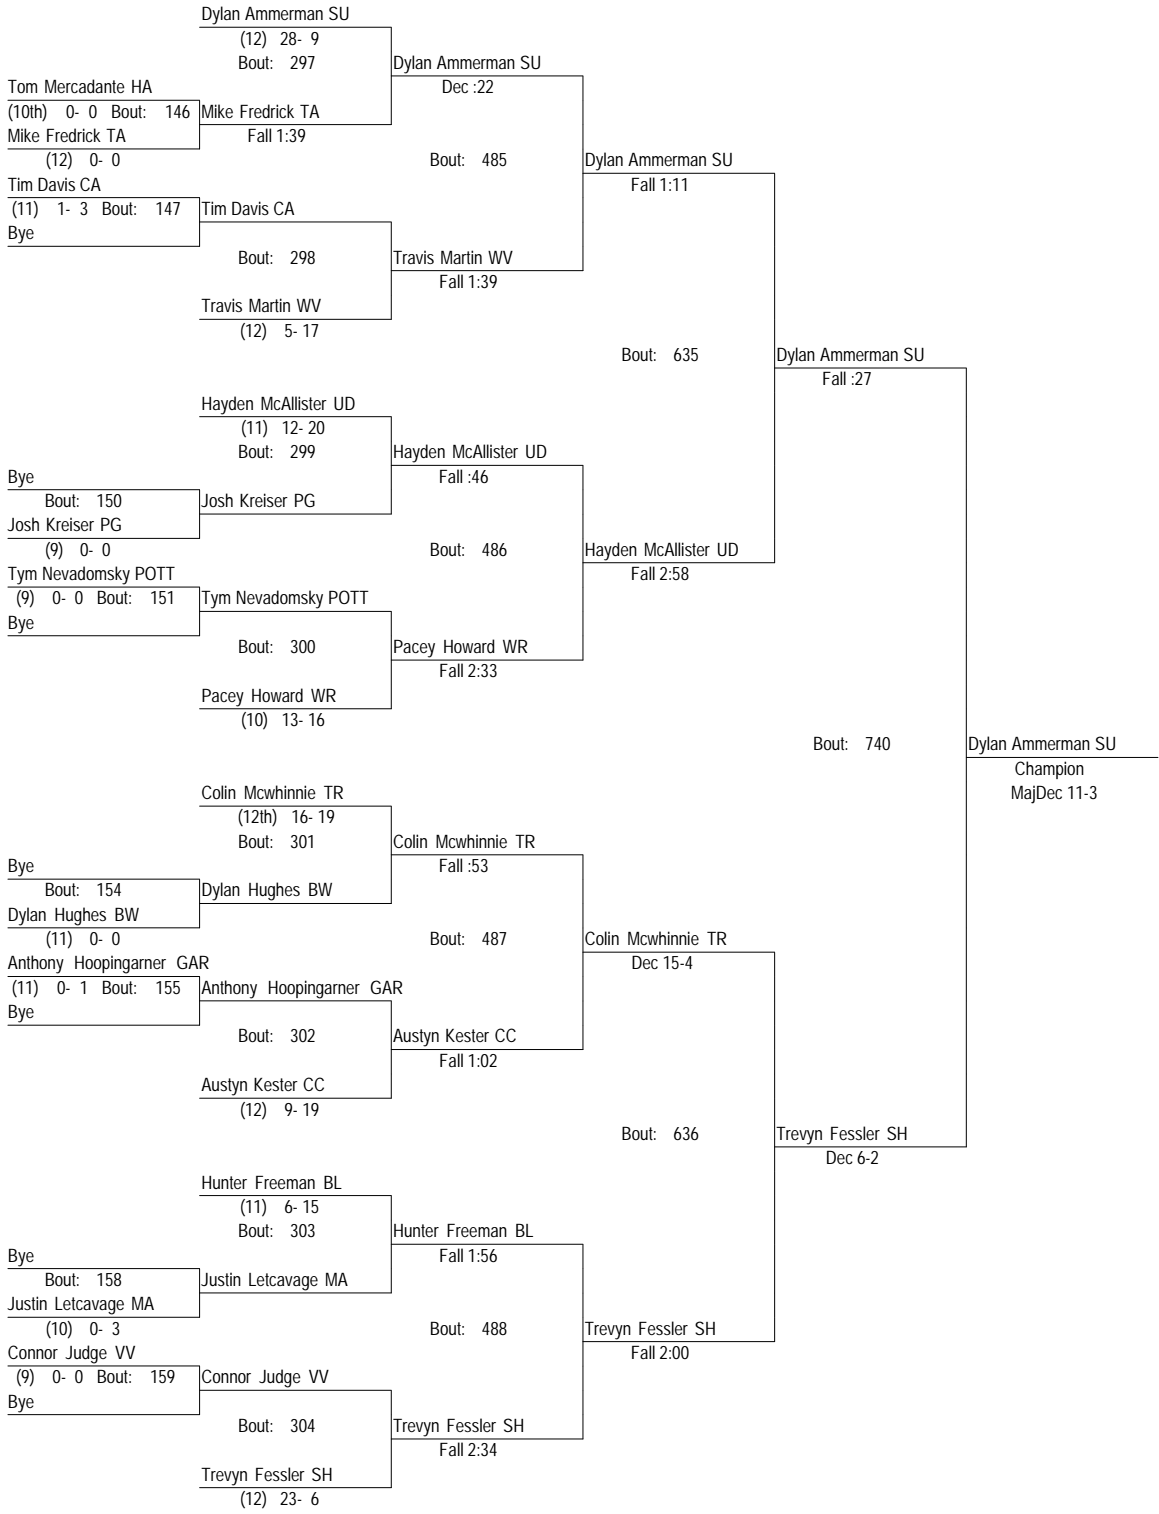 Dylan Ammerman SU
(12) 28- 9
Bout: 297
Dylan Ammerman SU
Dec :22
Tom Mercadante HA
(10th) 0- 0 Bout: 146
Mike Fredrick TA
Mike Fredrick TA
Fall 1:39
(12) 0- 0
Bout: 485
Dylan Ammerman SU
Fall 1:11
Tim Davis CA
(11) 1- 3 Bout: 147
Tim Davis CA
Bye
Bout: 298
Travis Martin WV
Fall 1:39
Travis Martin WV
(12) 5- 17
Bout: 635
Dylan Ammerman SU
Fall :27
Hayden McAllister UD
(11) 12- 20
Bout: 299
Hayden McAllister UD
Fall :46
Bye
Bout: 150
Josh Kreiser PG
Josh Kreiser PG
(9) 0- 0
Bout: 486
Hayden McAllister UD
Fall 2:58
Tym Nevadomsky POTT
(9) 0- 0 Bout: 151
Tym Nevadomsky POTT
Bye
Bout: 300
Pacey Howard WR
Fall 2:33
Pacey Howard WR
(10) 13- 16
Bout: 740
Dylan Ammerman SU
Champion
MajDec 11-3
Colin Mcwhinnie TR
(12th) 16- 19
Bout: 301
Colin Mcwhinnie TR
Fall :53
Bye
Bout: 154
Dylan Hughes BW
Dylan Hughes BW
(11) 0- 0
Bout: 487
Colin Mcwhinnie TR
Dec 15-4
Anthony Hoopingarner GAR
(11) 0- 1 Bout: 155
Anthony Hoopingarner GAR
Bye
Bout: 302
Austyn Kester CC
Fall 1:02
Austyn Kester CC
(12) 9- 19
Bout: 636
Trevyn Fessler SH
Dec 6-2
Hunter Freeman BL
(11) 6- 15
Bout: 303
Hunter Freeman BL
Fall 1:56
Bye
Bout: 158
Justin Letcavage MA
Justin Letcavage MA
(10) 0- 3
Bout: 488
Trevyn Fessler SH
Fall 2:00
Connor Judge VV
(9) 0- 0 Bout: 159
Connor Judge VV
Bye
Bout: 304
Trevyn Fessler SH
Fall 2:34
Trevyn Fessler SH
(12) 23- 6